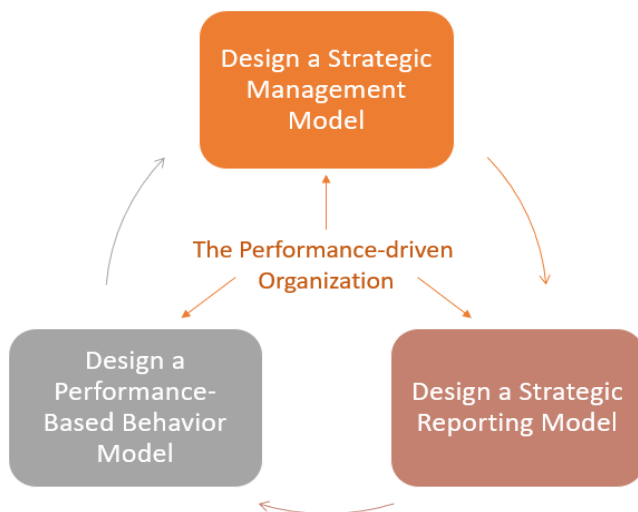 Design a Strategic
Management
Model
The Performance-driven
Organization
Design a
Performance-
Based Behavior
Model
Design a Strategic
Reporting Model